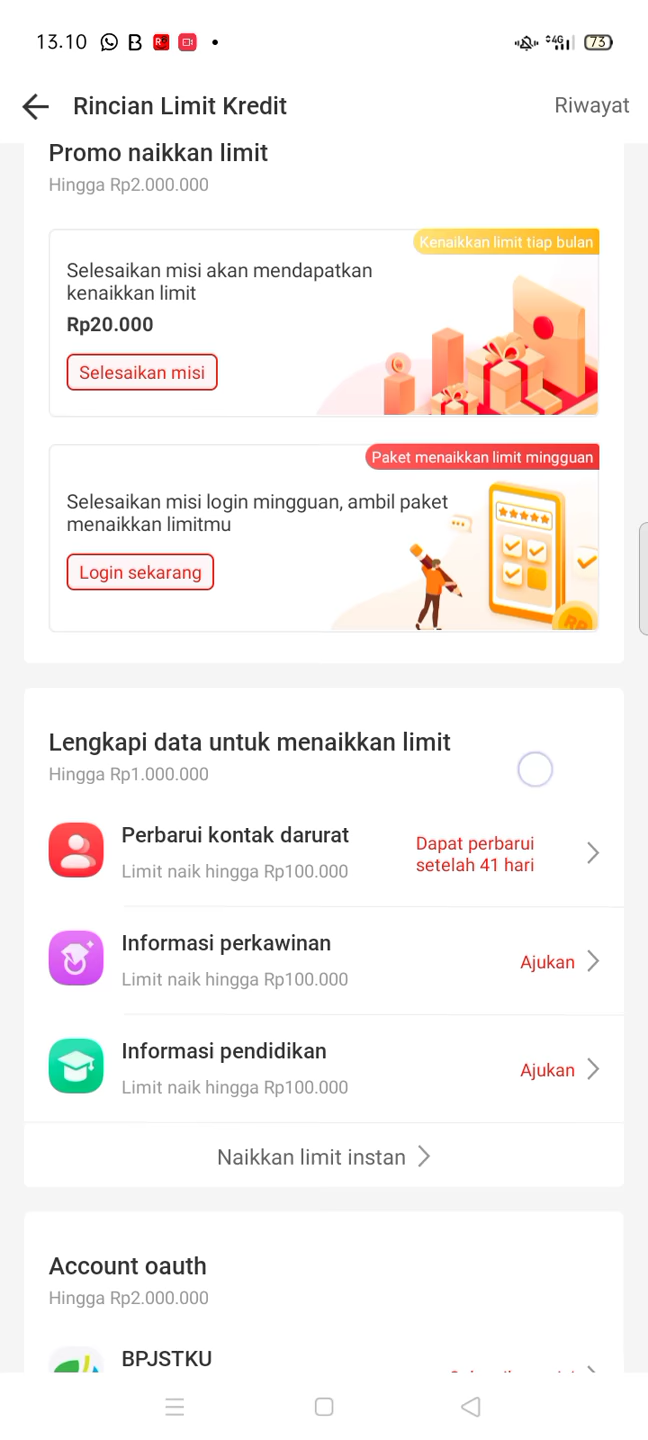 13.10
73
Rincian Limit Kredit
Riwayat
Promo naikkan limit
Hingga Rp2.000.000
Kenaikkan limit tiap bulan
Selesaikan misi akan mendapatkan
kenaikkan limit
Rp20.000
Selesaikan misi
Paket menaikkan limit mingguan
Selesaikan misi login mingguan, ambil paket
menaikkan limitmu
Login sekarang
Lengkapi data untuk menaikkan limit
Hingga Rp1.000.000
Perbarui kontak darurat
Limit naik hingga Rp100.000
Dapat perbarui
setelah 41 hari
Informasi perkawinan
Limit naik hingga Rp100.000
Ajukan
Informasi pendidikan
Limit naik hingga Rp100.000
Ajukan
Naikkan limit instan
Account oauth
Hingga Rp2.000.000
BPJSTKU